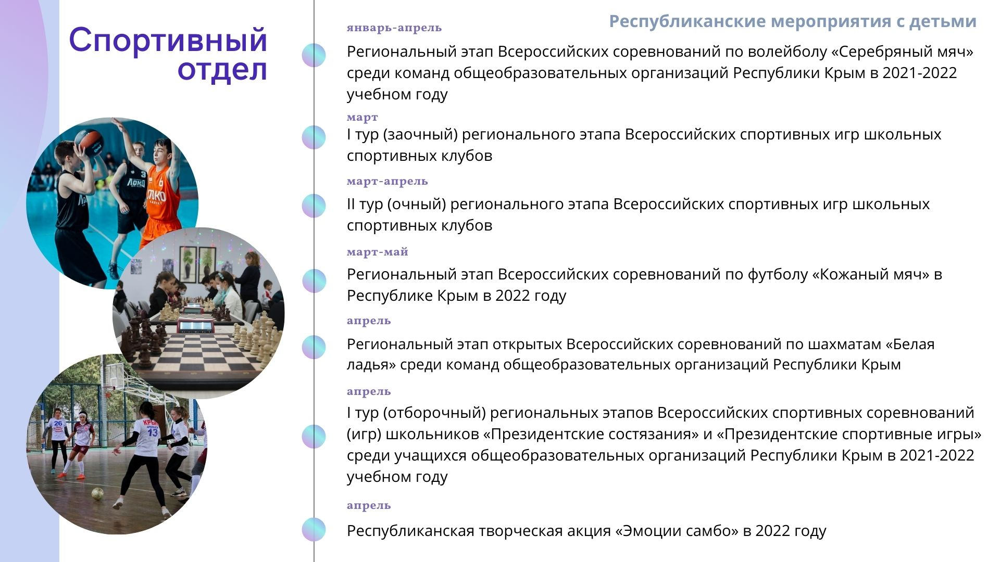 Спортивный
отдел
Республиканские мероприятия с детьми
январь-апрель
Региональный этап Всероссийских соревнований по волейболу «Серебряный мяч»
среди команд общеобразовательных организаций Республики Крым в 2021-2022
учебном году
март
I тур (заочный) регионального этапа Всероссийских спортивных игр школьных
спортивных клубов
март-апрель
II тур (очный) регионального этапа Всероссийских спортивных игр школьных
спортивных клубов
март-май
Региональный этап Всероссийских соревнований по футболу «Кожаный мяч» в
Республике Крым в 2022 году
апрель
Региональный этап открытых Всероссийских соревнований по шахматам «Белая
ладья» среди команд общеобразовательных организаций Республики Крым
апрель
I тур (отборочный) региональных этапов Всероссийских спортивных соревнований
(игр) школьников «Президентские состязания» и «Президентские спортивные игры»
среди учащихся общеобразовательных организаций Республики Крым в 2021-2022
учебном году
апрель
Республиканская творческая акция «Эмоции самбо» в 2022 году
3
ЛОКО
6
26
13